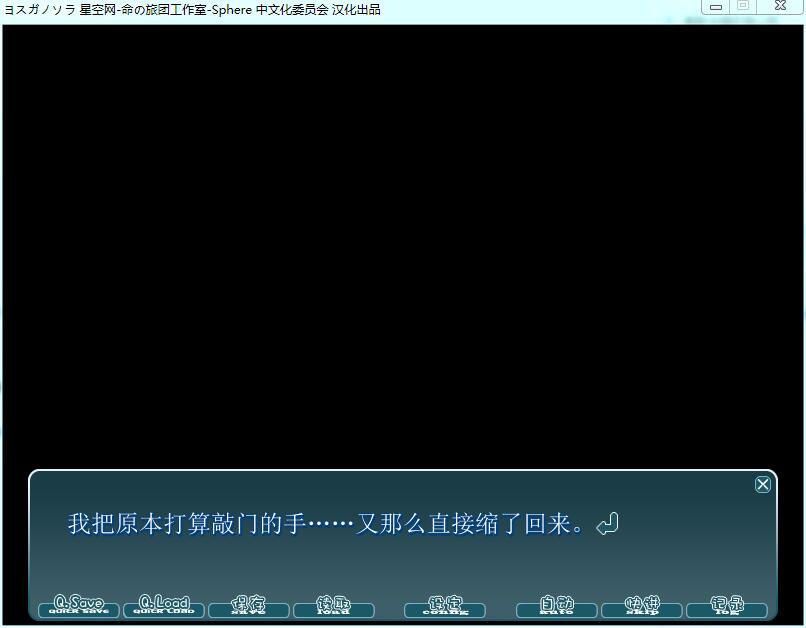 ヨスガノソラ 星空网-命の旅团工作室-Sphere 中文化委员会 汉化出品
我把原本打算敲门的手……又那么直接缩了回来。
Q.Save Q.Load 保存 读取 设定 自动 快进 记录
quick save quick load save load config auto skip log